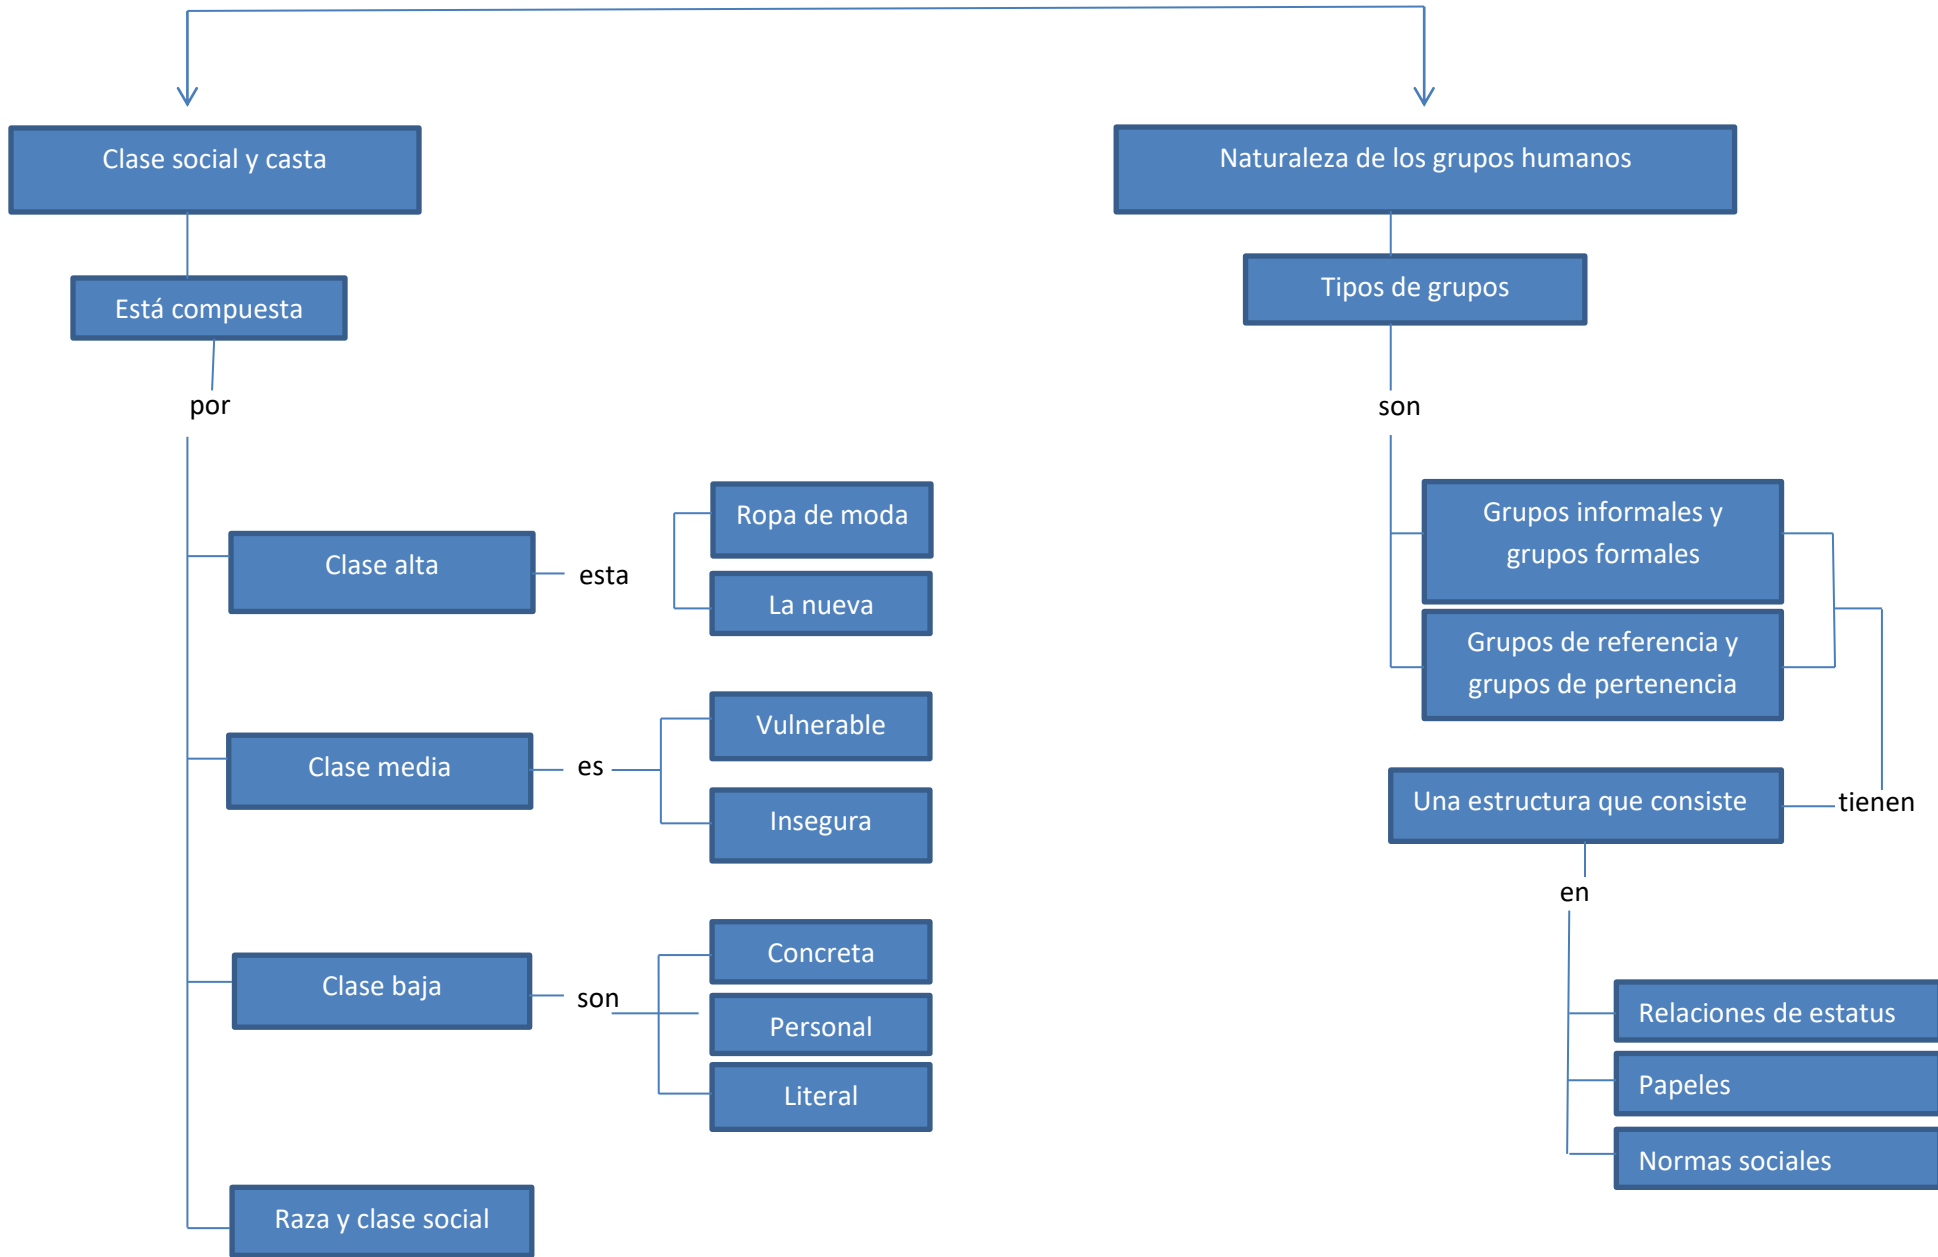 Clase social y casta
Está compuesta
por
Clase alta
esta
Ropa de moda
La nueva
Clase media
es
Vulnerable
Insegura
Clase baja
son
Concreta
Personal
Literal
Raza y clase social
Naturaleza de los grupos humanos
Tipos de grupos
son
Grupos informales y
grupos formales
Grupos de referencia y
grupos de pertenencia
tienen
Una estructura que consiste
en
Relaciones de estatus
Papeles
Normas sociales